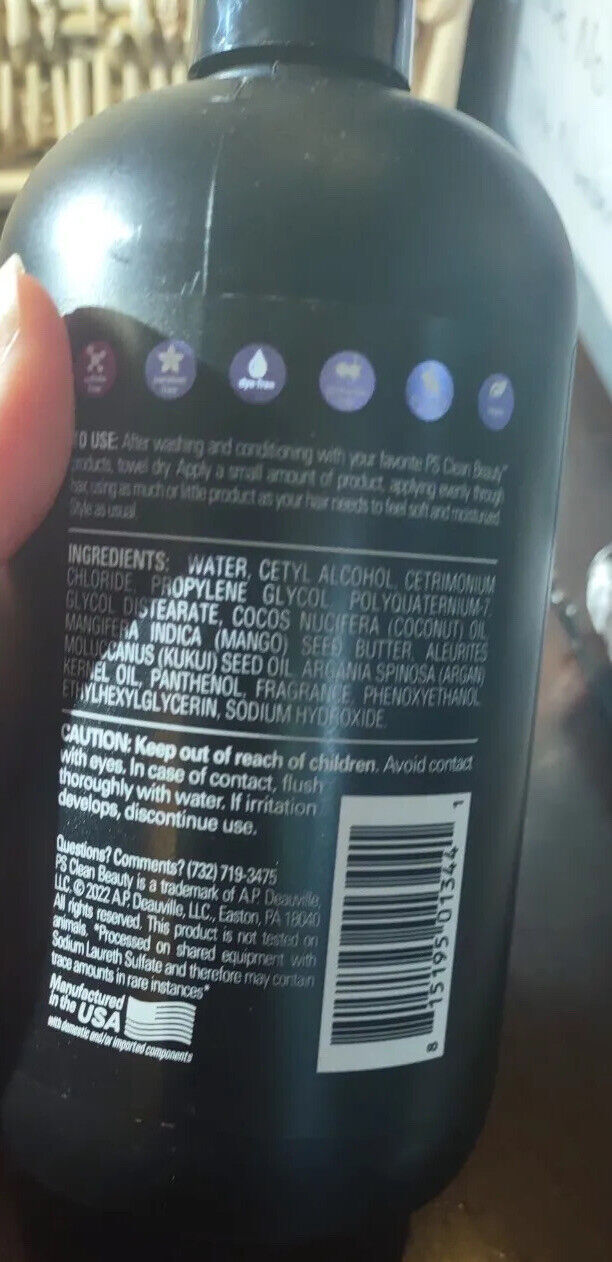 dye free
TO USE: After washing and conditioning with your favorite PS Clean Beauty™
products, towel dry. Apply a small amount of product, applying evenly through
hair, using as much or little product as your hair needs to feel soft and moisturized.
Style as usual.
INGREDIENTS: WATER, CETYL ALCOHOL, CETRIMONIUM
CHLORIDE, PROPYLENE GLYCOL, POLYQUATERNIUM-7,
GLYCOL DISTEARATE, COCOS NUCIFERA (COCONUT) OIL,
MANGIFERA INDICA (MANGO) SEED BUTTER, ALEURITES
MOLUCCANUS (KUKUI) SEED OIL, ARGANIA SPINOSA (ARGAN)
KERNEL OIL, PANTHENOL, FRAGRANCE, PHENOXYETHANOL,
ETHYLHEXYLGLYCERIN, SODIUM HYDROXIDE.
CAUTION: Keep out of reach of children. Avoid contact
with eyes. In case of contact, flush
thoroughly with water. If irritation
develops, discontinue use.
Questions? Comments? (732) 719-3475
PS Clean Beauty is a trademark of A.P. Deauville,
LLC. © 2022 A.P. Deauville, LLC., Easton, PA 18040
All rights reserved. This product is not tested on
animals. *Processed on shared equipment with
Sodium Laureth Sulfate and therefore may contain
trace amounts in rare instances*
Manufactured
in the USA
with domestic and/or imported components
8 15195 01344 1